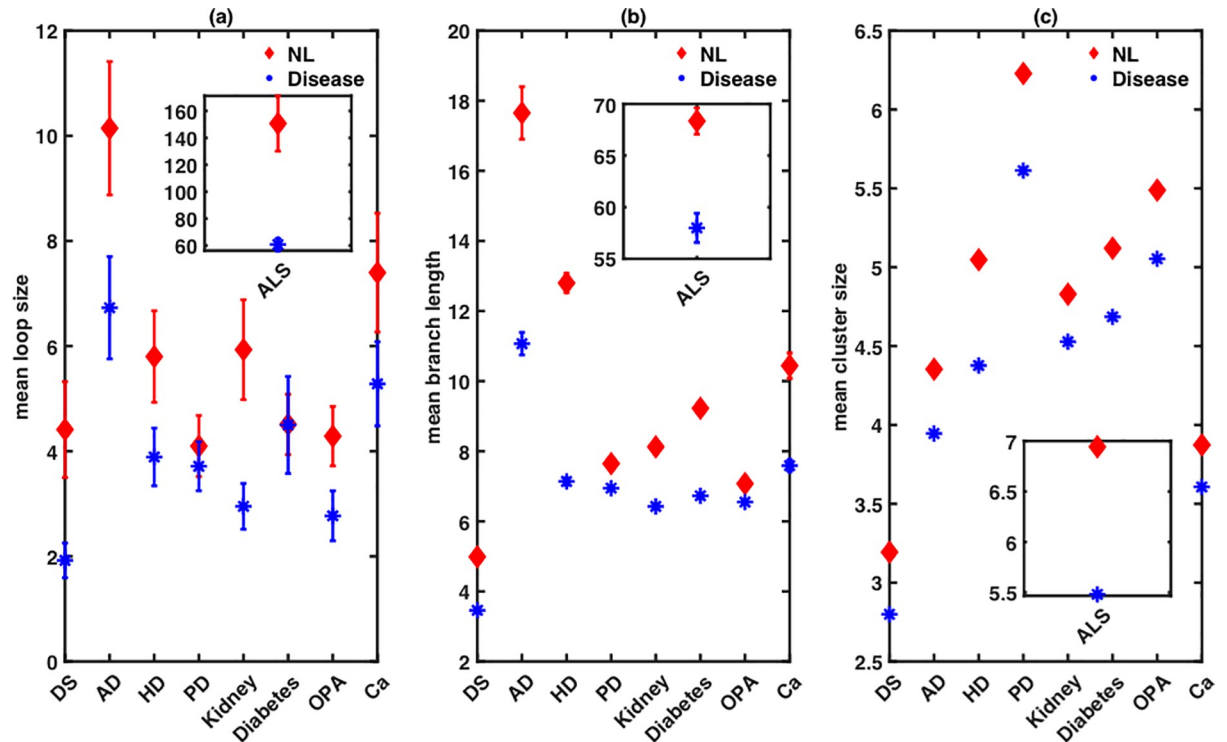 (a)
12
10
8
6
4
2
0
mean loop size
NL
Disease
160
140
120
100
80
60
ALS
DS
AD
HD
PD
Kidney
Diabetes
OPA
Ca
(b)
20
18
16
14
12
10
8
6
4
2
mean branch length
NL
Disease
70
65
60
55
ALS
DS
AD
HD
PD
Kidney
Diabetes
OPA
Ca
(c)
6.5
6
5.5
5
4.5
4
3.5
3
2.5
mean cluster size
NL
Disease
7
6.5
6
5.5
ALS
DS
AD
HD
PD
Kidney
Diabetes
OPA
Ca